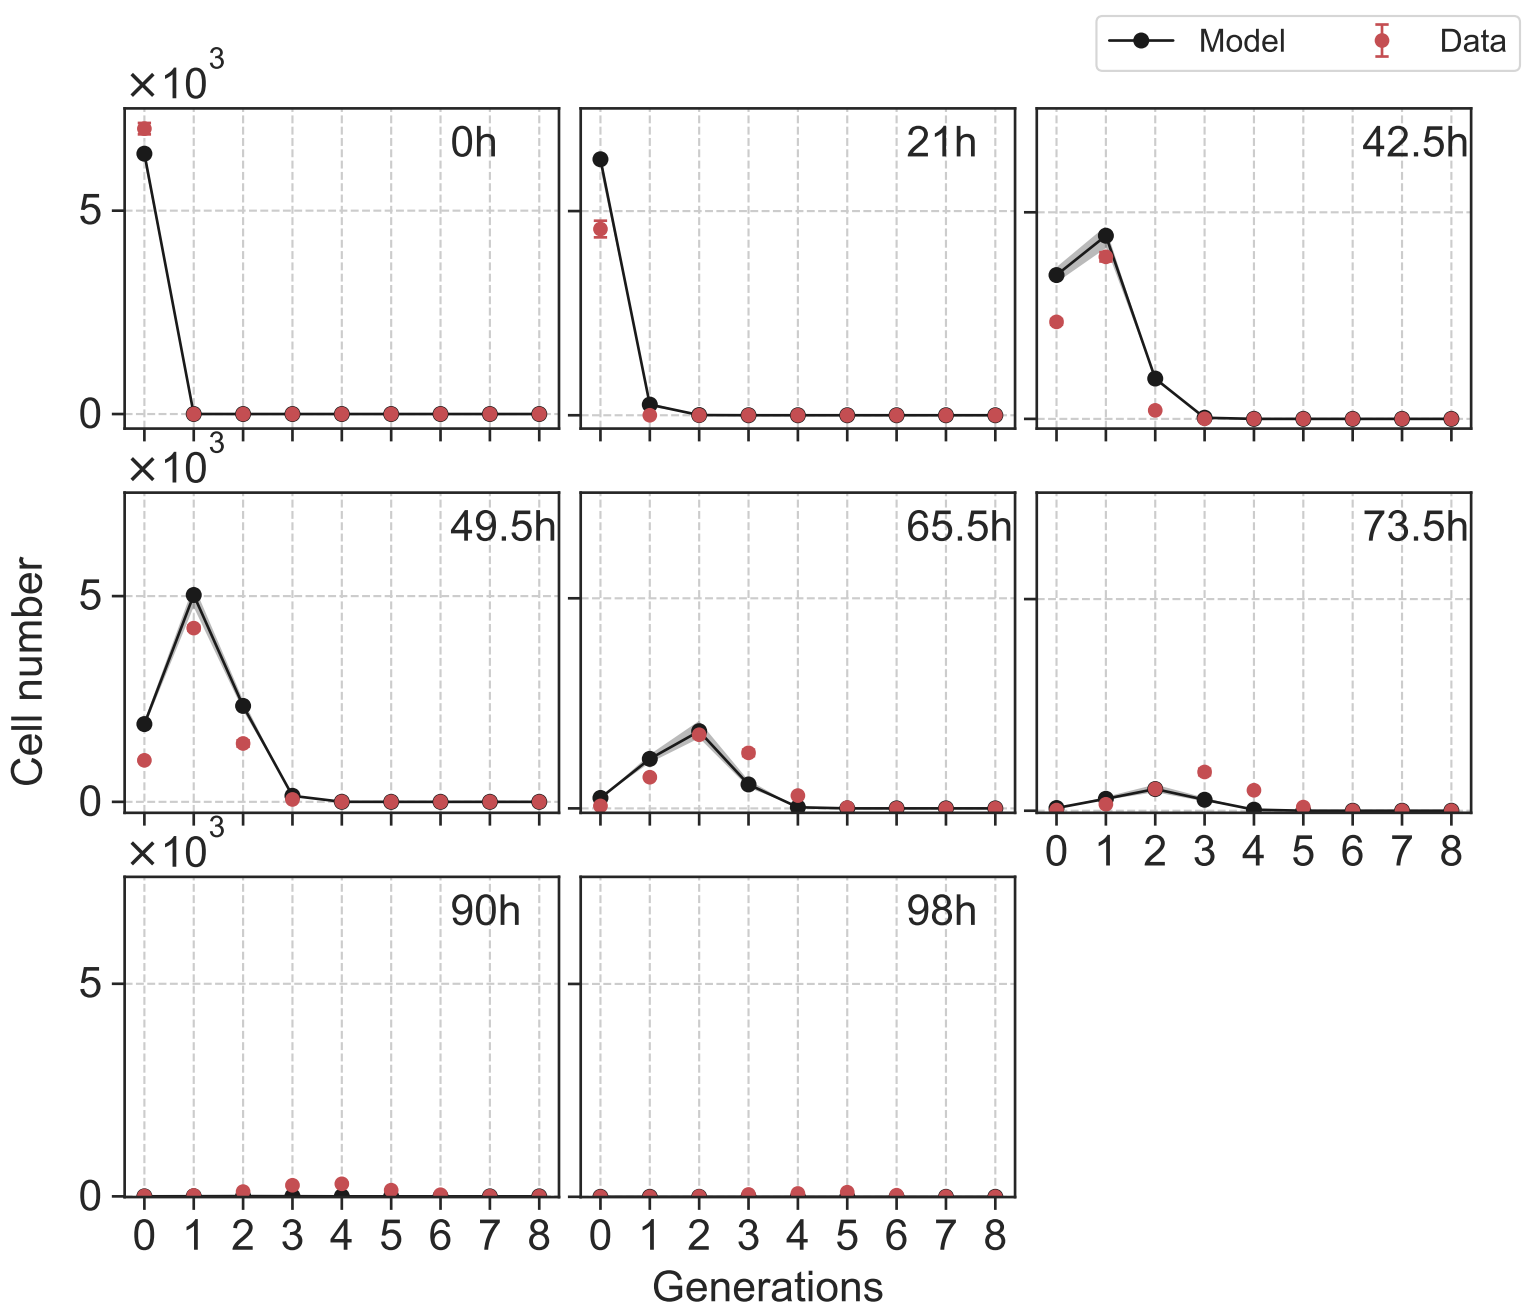 Model Data
×10³
0h 21h 42.5h
5
0
×10³
49.5h 65.5h 73.5h
5
0
Cell number
0 1 2 3 4 5 6 7 8
×10³
90h 98h
5
0
0 1 2 3 4 5 6 7 8 0 1 2 3 4 5 6 7 8
Generations